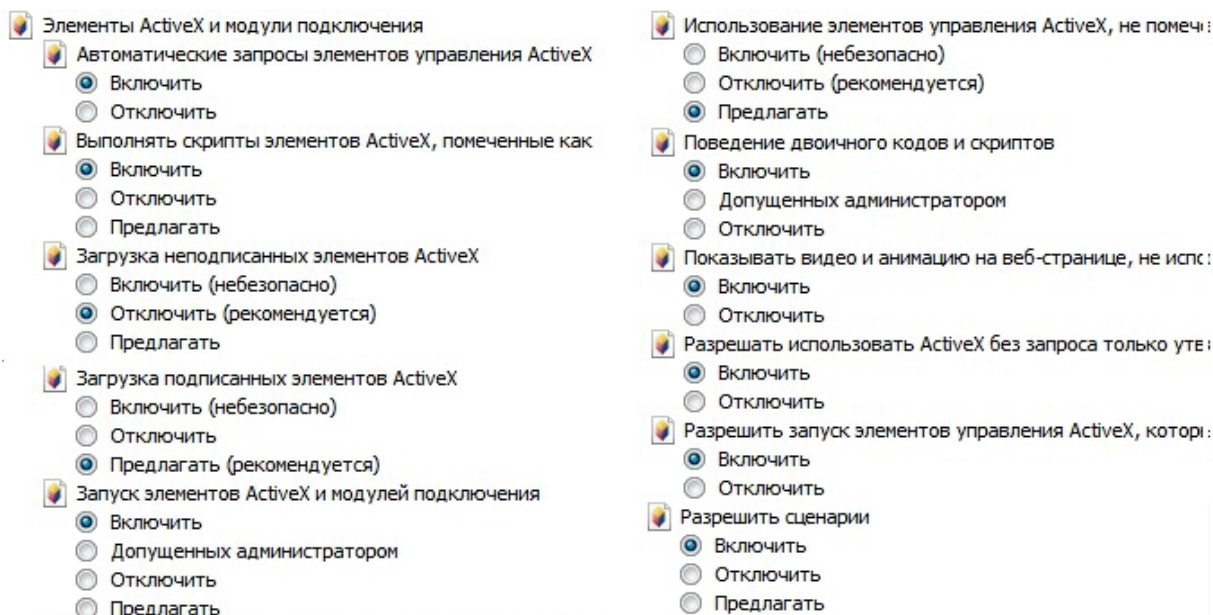 Элементы ActiveX и модули подключения
Автоматические запросы элементов управления ActiveX
Включить
Отключить
Выполнять скрипты элементов ActiveX, помеченные как
Включить
Отключить
Предлагать
Загрузка неподписанных элементов ActiveX
Включить (небезопасно)
Отключить (рекомендуется)
Предлагать
Загрузка подписанных элементов ActiveX
Включить (небезопасно)
Отключить
Предлагать (рекомендуется)
Запуск элементов ActiveX и модулей подключения
Включить
Допущенных администратором
Отключить
Предлагать
Использование элементов управления ActiveX, не
Включить (небезопасно)
Отключить (рекомендуется)
Предлагать
Поведение двоичного кодов и скриптов
Включить
Допущенных администратором
Отключить
Показывать видео и анимацию на веб-странице, не
Включить
Отключить
Разрешать использовать ActiveX без запроса только
Включить
Отключить
Разрешить запуск элементов управления ActiveX,
Включить
Отключить
Разрешить сценарии
Включить
Отключить
Предлагать